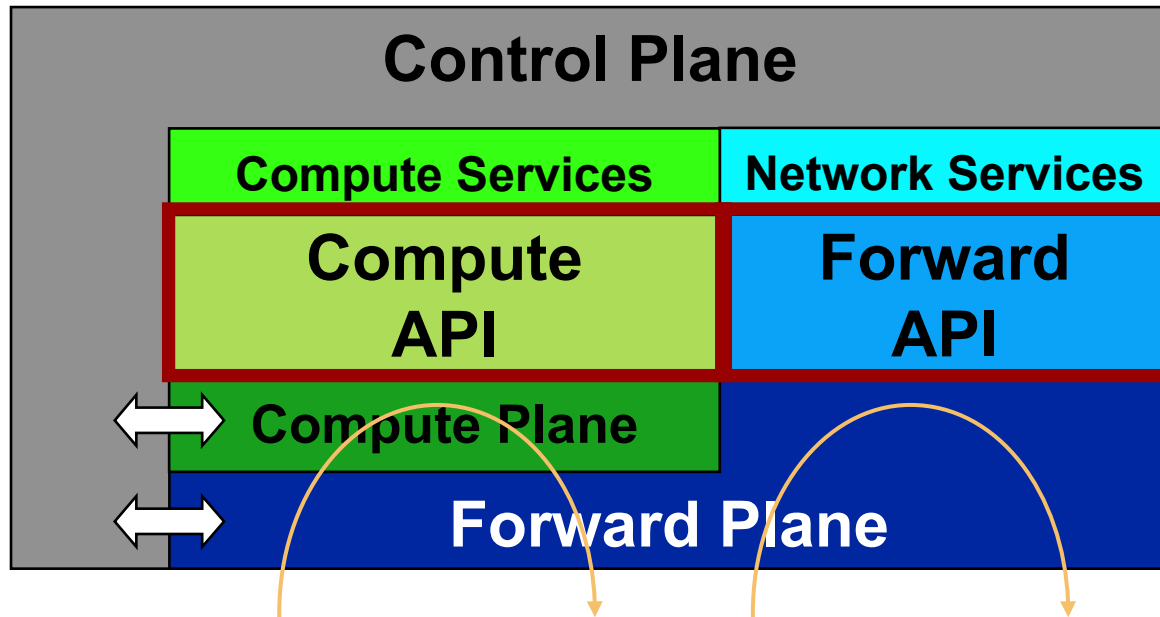 Control Plane
Compute Services
Network Services
Compute
API
Forward
API
Compute Plane
Forward Plane